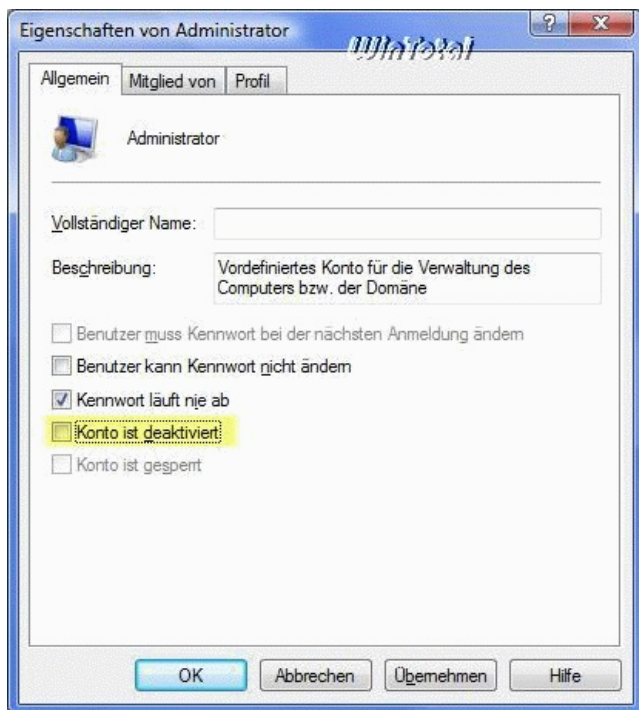 Eigenschaften von Administrator
WinTotal
Allgemein
Mitglied von
Profil
Administrator
Vollständiger Name:
Beschreibung:
Vordefiniertes Konto für die Verwaltung des
Computers bzw. der Domäne
Benutzer muss Kennwort bei der nächsten Anmeldung ändern
Benutzer kann Kennwort nicht ändern
Kennwort läuft nie ab
Konto ist deaktiviert
Konto ist gesperrt
OK
Abbrechen
Übernehmen
Hilfe